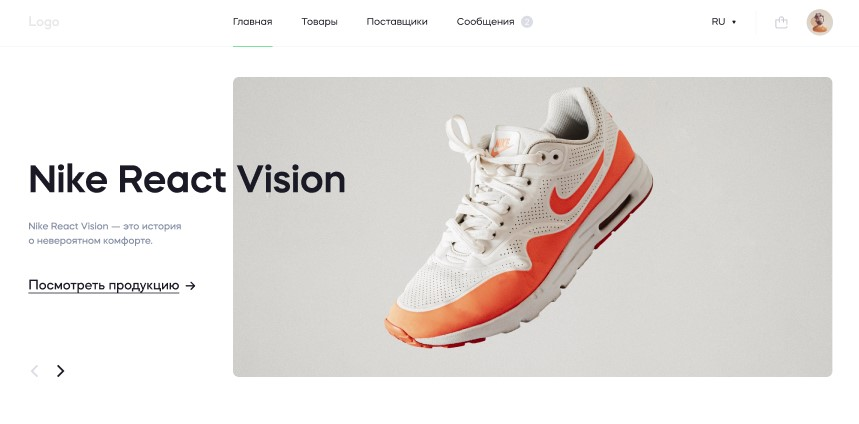 Logo
Главная
Товары
Поставщики
Сообщения 2
RU
Nike React Vision
Nike React Vision — это история
о невероятном комфорте.
Посмотреть продукцию →